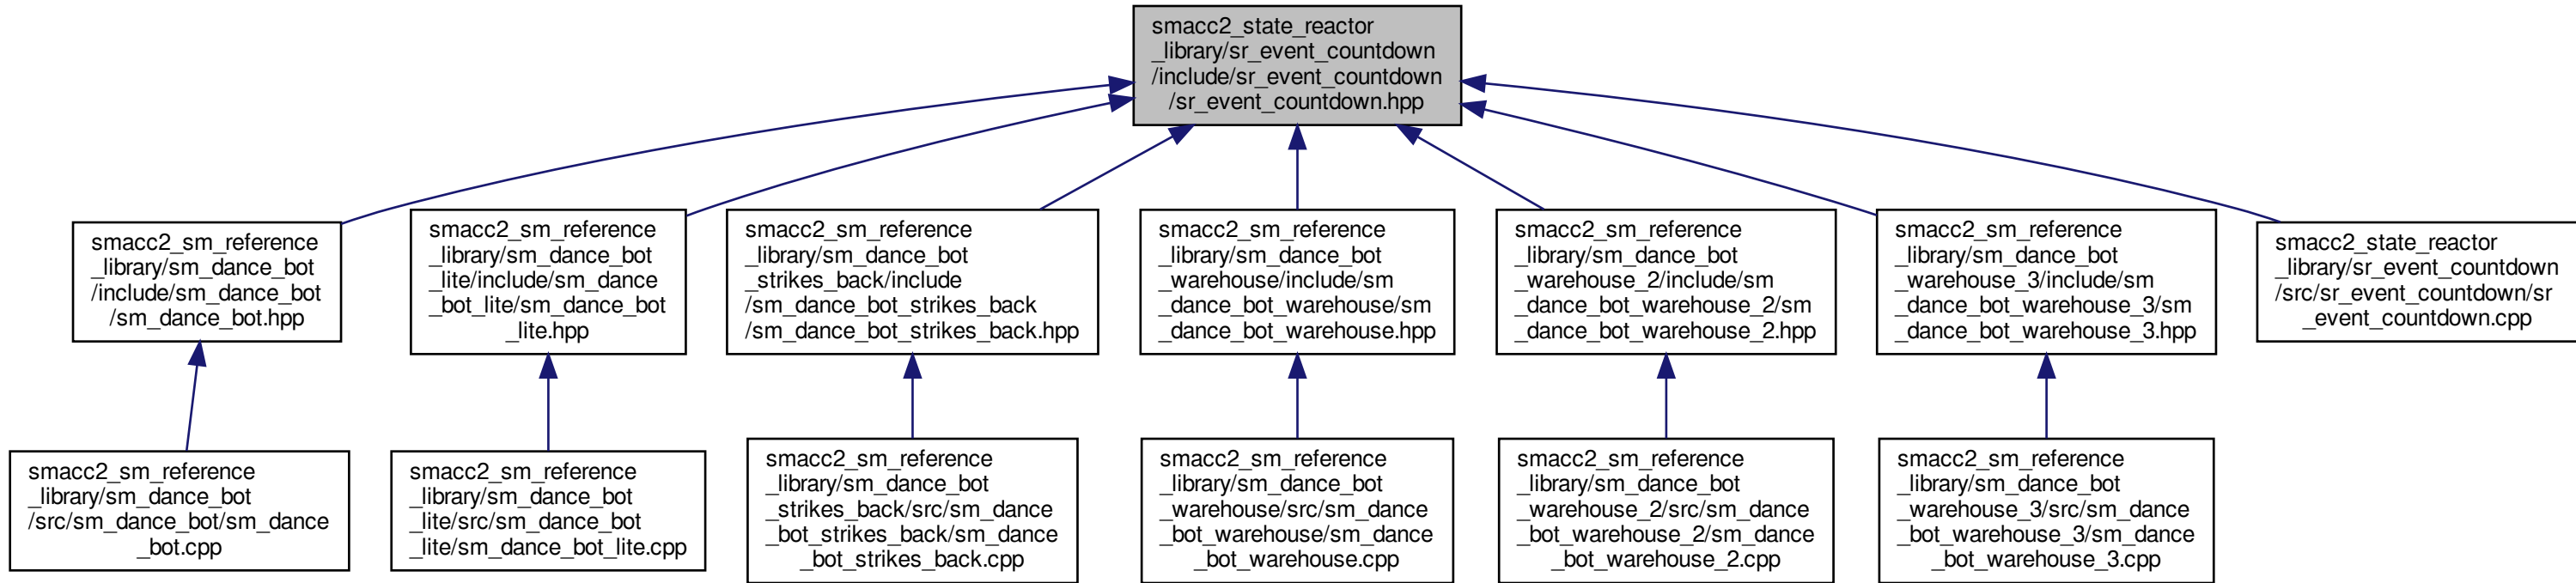 smacc2_state_reactor
_library/sr_event_countdown
/include/sr_event_countdown
/sr_event_countdown.hpp
smacc2_sm_reference
_library/sm_dance_bot
/include/sm_dance_bot
/sm_dance_bot.hpp
smacc2_sm_reference
_library/sm_dance_bot
_lite/include/sm_dance
_bot_lite/sm_dance_bot
_lite.hpp
smacc2_sm_reference
_library/sm_dance_bot
_strikes_back/include
/sm_dance_bot_strikes_back
/sm_dance_bot_strikes_back.hpp
smacc2_sm_reference
_library/sm_dance_bot
_warehouse/include/sm
_dance_bot_warehouse/sm
_dance_bot_warehouse.hpp
smacc2_sm_reference
_library/sm_dance_bot
_warehouse_2/include/sm
_dance_bot_warehouse_2/sm
_dance_bot_warehouse_2.hpp
smacc2_sm_reference
_library/sm_dance_bot
_warehouse_3/include/sm
_dance_bot_warehouse_3/sm
_dance_bot_warehouse_3.hpp
smacc2_state_reactor
_library/sr_event_countdown
/src/sr_event_countdown/sr
_event_countdown.cpp
smacc2_sm_reference
_library/sm_dance_bot
/src/sm_dance_bot/sm_dance
_bot.cpp
smacc2_sm_reference
_library/sm_dance_bot
_lite/src/sm_dance_bot
_lite/sm_dance_bot_lite.cpp
smacc2_sm_reference
_library/sm_dance_bot
_strikes_back/src/sm_dance
_bot_strikes_back/sm_dance
_bot_strikes_back.cpp
smacc2_sm_reference
_library/sm_dance_bot
_warehouse/src/sm_dance
_bot_warehouse/sm_dance
_bot_warehouse.cpp
smacc2_sm_reference
_library/sm_dance_bot
_warehouse_2/src/sm_dance
_bot_warehouse_2/sm_dance
_bot_warehouse_2.cpp
smacc2_sm_reference
_library/sm_dance_bot
_warehouse_3/src/sm_dance
_bot_warehouse_3/sm_dance
_bot_warehouse_3.cpp